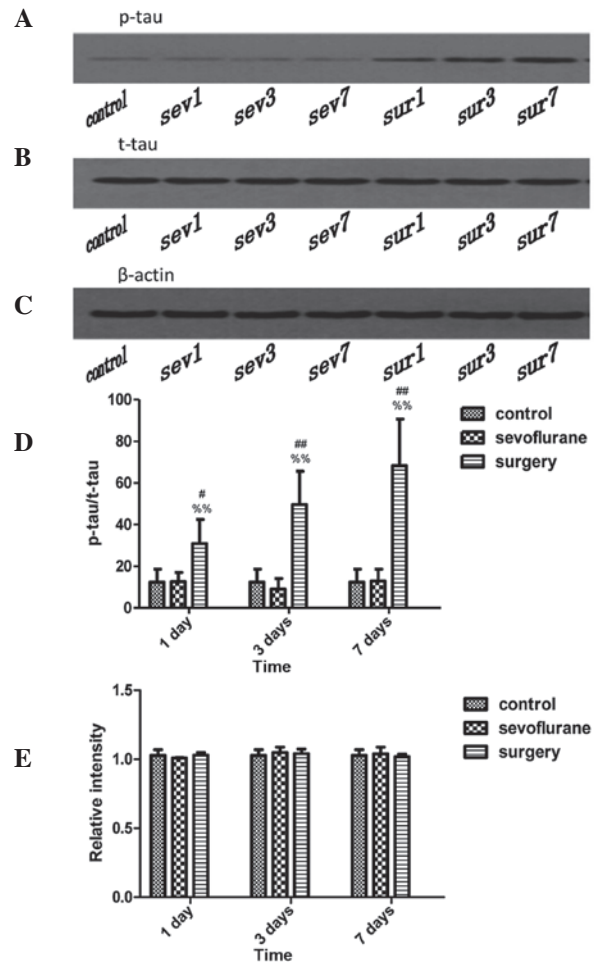 A
p-tau
control sev1 sev3 sev7 sur1 sur3 sur7
B
t-tau
control sev1 sev3 sev7 sur1 sur3 sur7
C
β-actin
control sev1 sev3 sev7 sur1 sur3 sur7
D
p-tau/t-tau
100
80
60
40
20
0
#
%%
##
%%
##
%%
1 day 3 days 7 days
Time
control
sevoflurane
surgery
E
Relative intensity
1.5
1.0
0.5
0.0
1 day 3 days 7 days
Time
control
sevoflurane
surgery